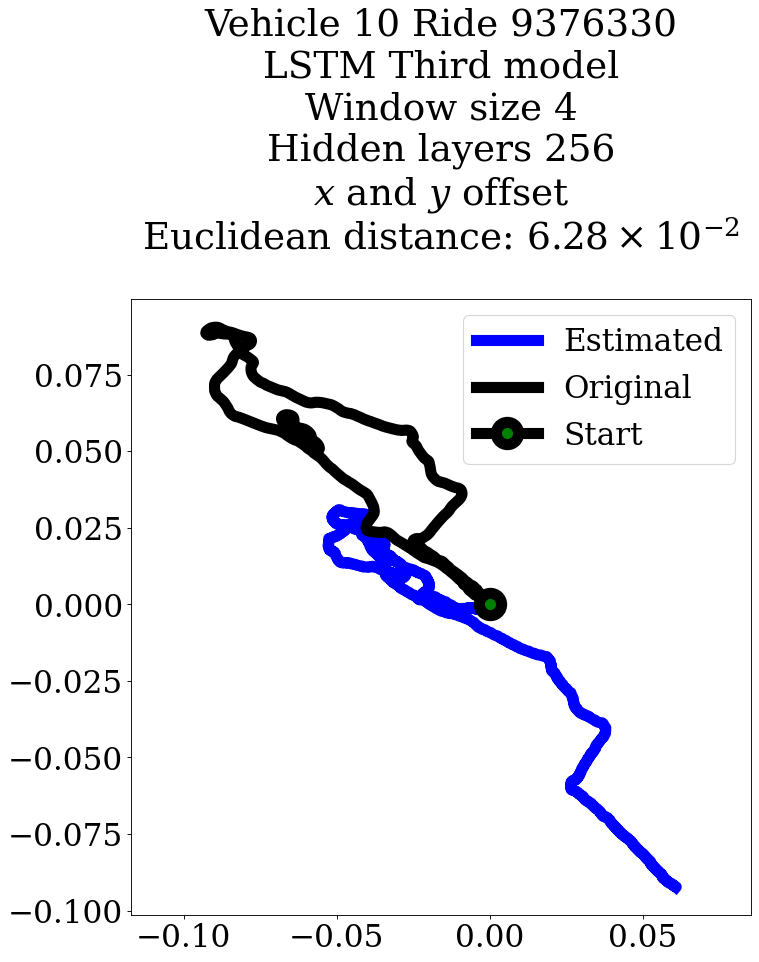 Vehicle 10 Ride 9376330
LSTM Third model
Window size 4
Hidden layers 256
x and y offset
Euclidean distance: 6.28 × 10⁻²
Estimated
Original
Start
0.075
0.050
0.025
0.000
−0.025
−0.050
−0.075
−0.100
−0.10 −0.05 0.00 0.05